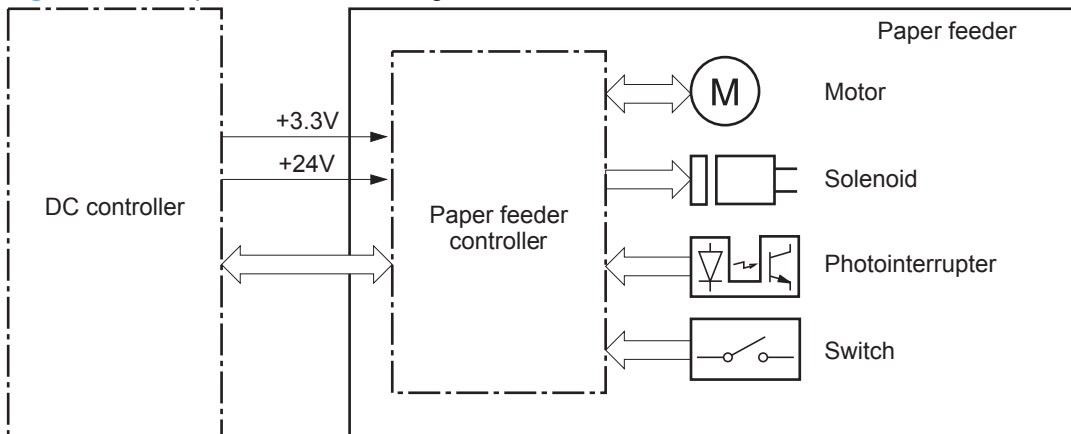 Paper feeder
Motor
M
+3.3V
+24V
Solenoid
DC controller
Paper feeder
controller
Photointerrupter
Switch